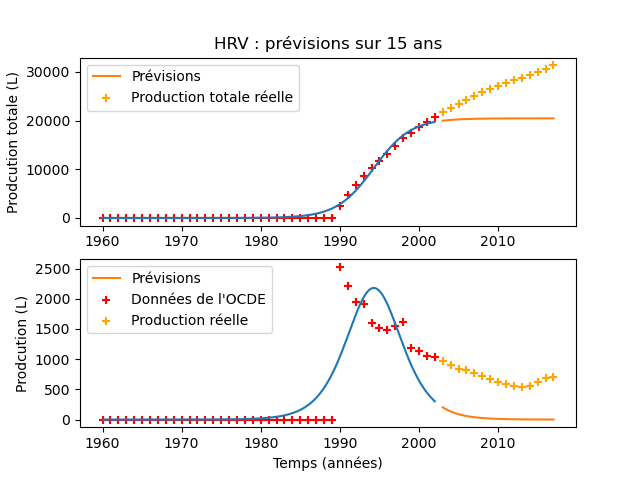 HRV : prévisions sur 15 ans
Prodcution totale (L)
30000
20000
10000
0
Prévisions
Production totale réelle
1960 1970 1980 1990 2000 2010
Prodcution (L)
2500
2000
1500
1000
500
0
Prévisions
Données de l'OCDE
Production réelle
1960 1970 1980 1990 2000 2010
Temps (années)